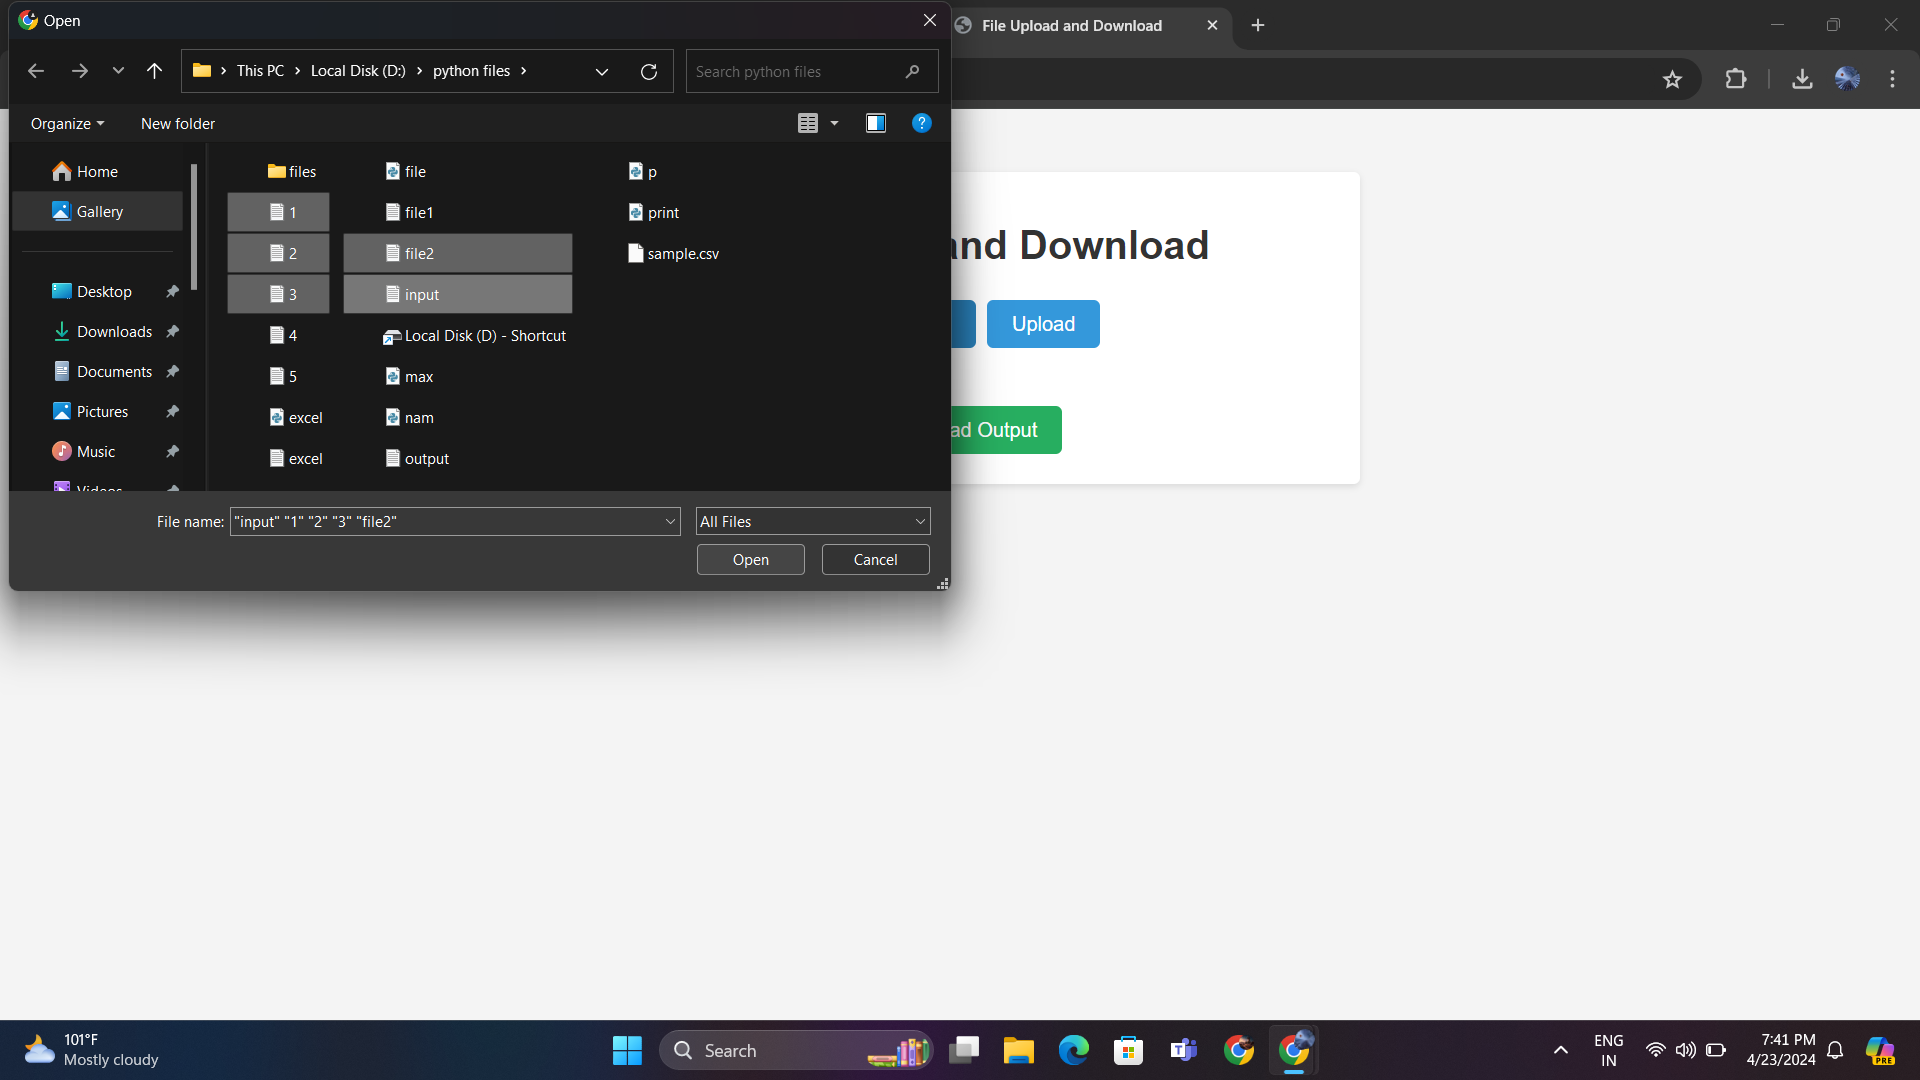 Open
File Upload and Download
This PC > Local Disk (D:) > python files >
Search python files
Organize
New folder
Home
Gallery
Desktop
Downloads
Documents
Pictures
Music
Videos
files
1
2
3
4
5
excel
excel
file
file1
file2
input
Local Disk (D) - Shortcut
max
nam
output
p
print
sample.csv
File name: "input" "1" "2" "3" "file2"
All Files
Open
Cancel
and Download
Upload
ad Output
101°F
Mostly cloudy
Search
ENG
IN
7:41 PM
4/23/2024
PRE